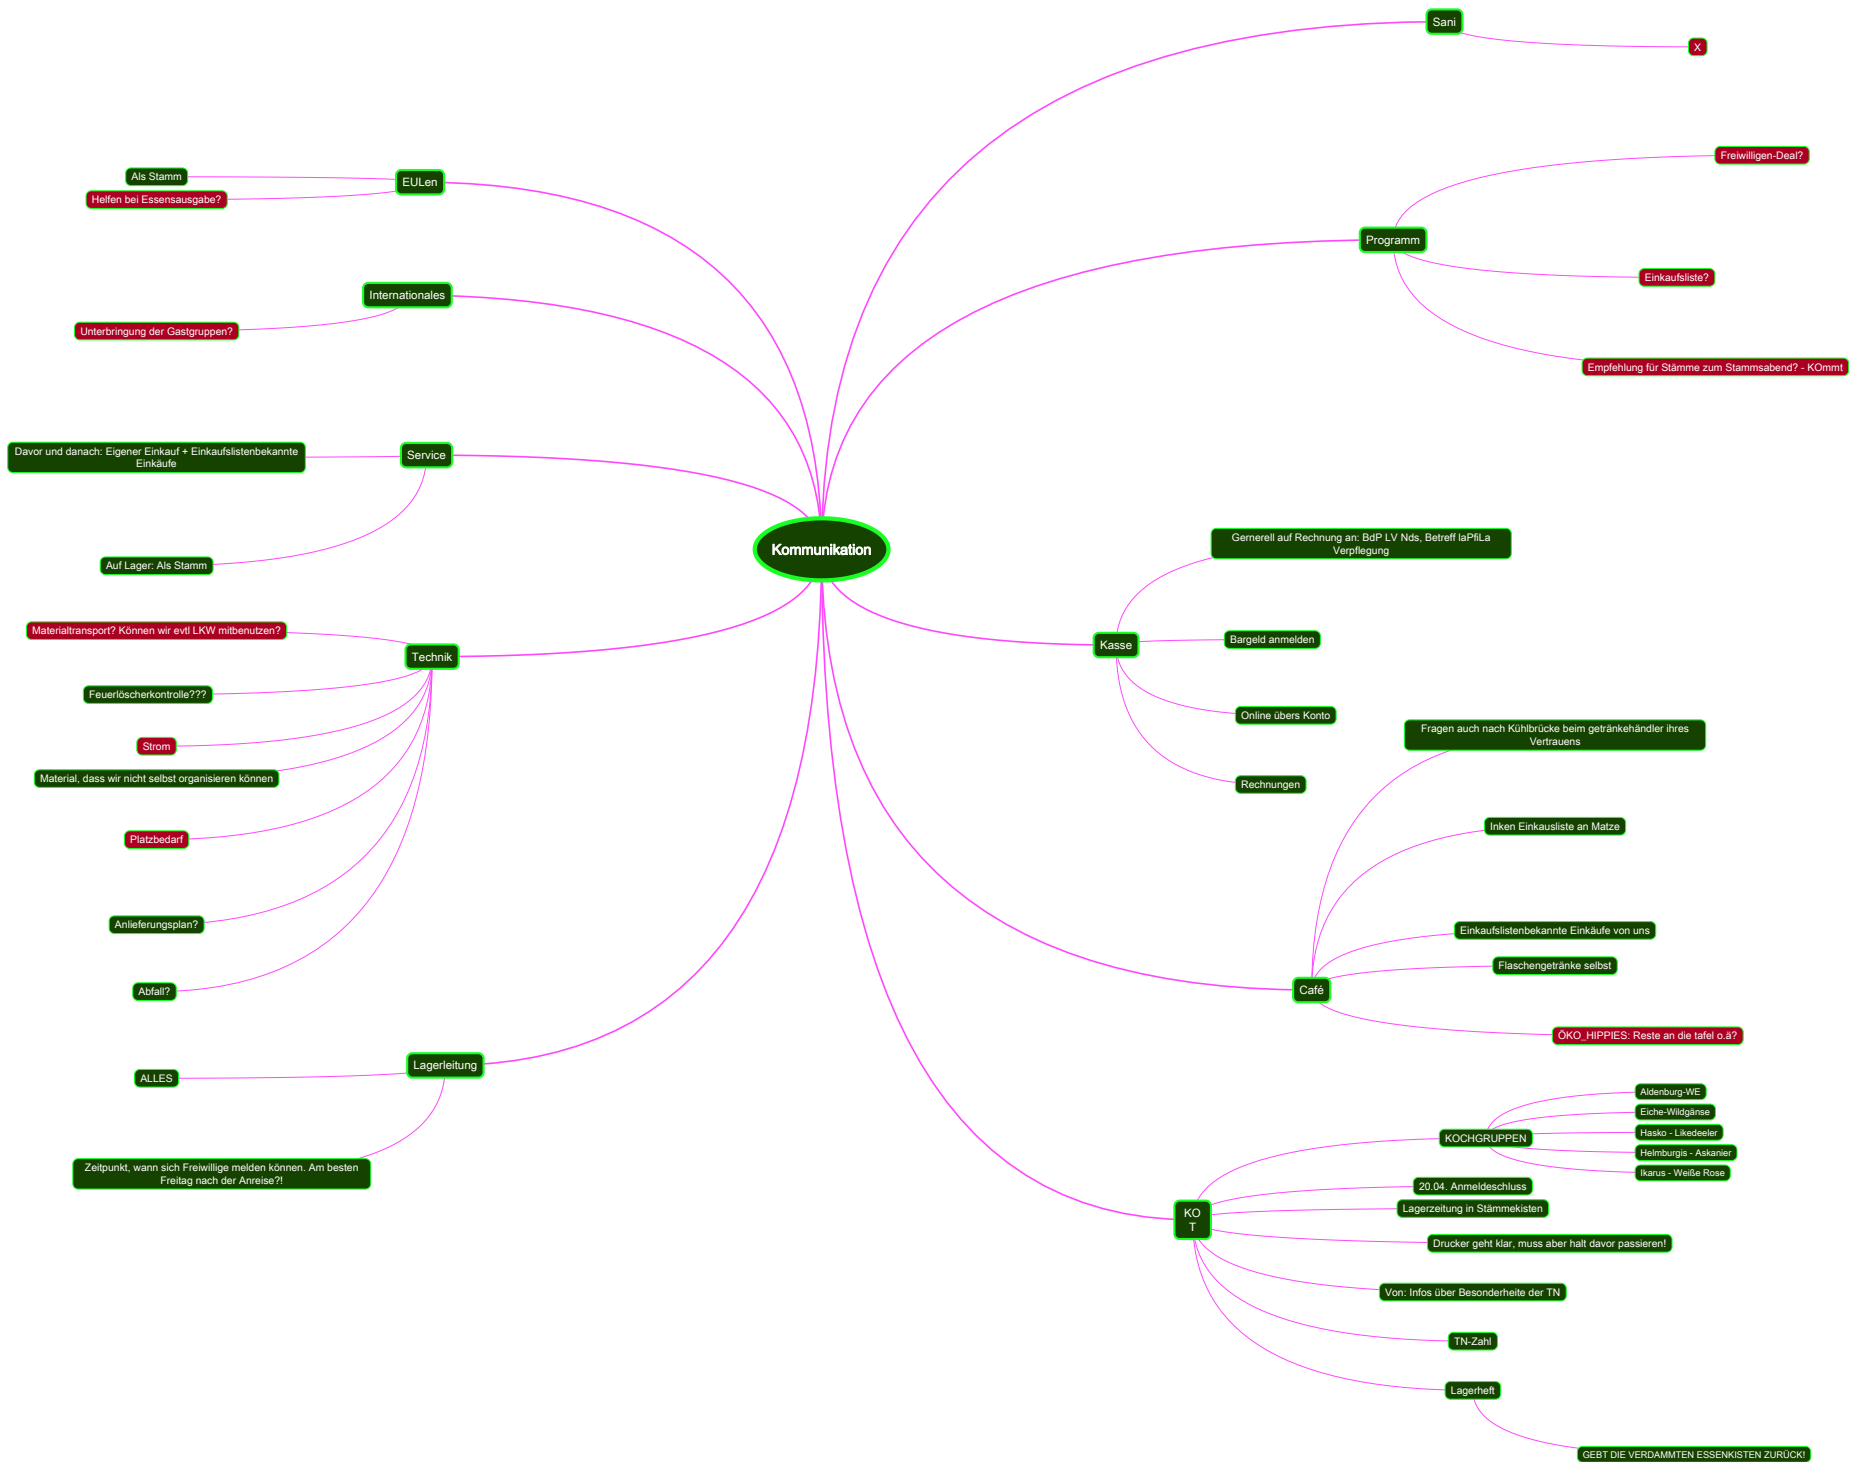 Kommunikation
Sani
X
Programm
Freiwilligen-Deal?
Einkaufsliste?
Empfehlung für Stämme zum Stammsabend? - KOmmt
Kasse
Gernerell auf Rechnung an: BdP LV Nds, Betreff laPfiLa
Verpflegung
Bargeld anmelden
Online übers Konto
Rechnungen
Café
Fragen auch nach Kühlbrücke beim getränkehändler ihres
Vertrauens
Inken Einkausliste an Matze
Einkaufslistenbekannte Einkäufe von uns
Flaschengetränke selbst
ÖKO_HIPPIES: Reste an die tafel o.ä?
KO
T
KOCHGRUPPEN
Aldenburg-WE
Eiche-Wildgänse
Hasko - Likedeeler
Helmburgis - Askanier
Ikarus - Weiße Rose
20.04. Anmeldeschluss
Lagerzeitung in Stämmekisten
Drucker geht klar, muss aber halt davor passieren!
Von: Infos über Besonderheite der TN
TN-Zahl
Lagerheft
GEBT DIE VERDAMMTEN ESSENKISTEN ZURÜCK!
EULen
Als Stamm
Helfen bei Essensausgabe?
Internationales
Unterbringung der Gastgruppen?
Service
Davor und danach: Eigener Einkauf + Einkaufslistenbekannte
Einkäufe
Auf Lager: Als Stamm
Technik
Materialtransport? Können wir evtl LKW mitbenutzen?
Feuerlöscherkontrolle???
Strom
Material, dass wir nicht selbst organisieren können
Platzbedarf
Anlieferungsplan?
Abfall?
Lagerleitung
ALLES
Zeitpunkt, wann sich Freiwillige melden können. Am besten
Freitag nach der Anreise?!